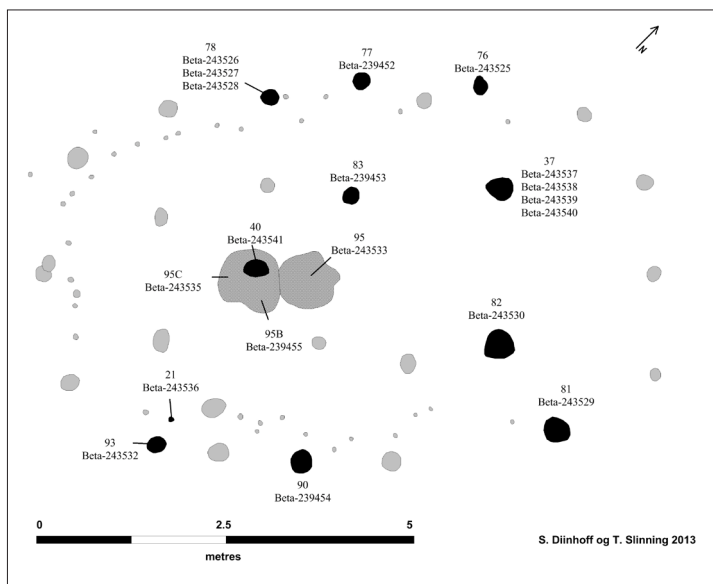 N
78
Beta-243526
Beta-243527
Beta-243528
77
Beta-239452
76
Beta-243525
83
Beta-239453
37
Beta-243537
Beta-243538
Beta-243539
Beta-243540
40
Beta-243541
95
Beta-243533
95C
Beta-243535
95B
Beta-239455
82
Beta-243530
21
Beta-243536
81
Beta-243529
93
Beta-243532
90
Beta-239454
0 2.5 5
metres
S. Diinhoff og T. Slinning 2013